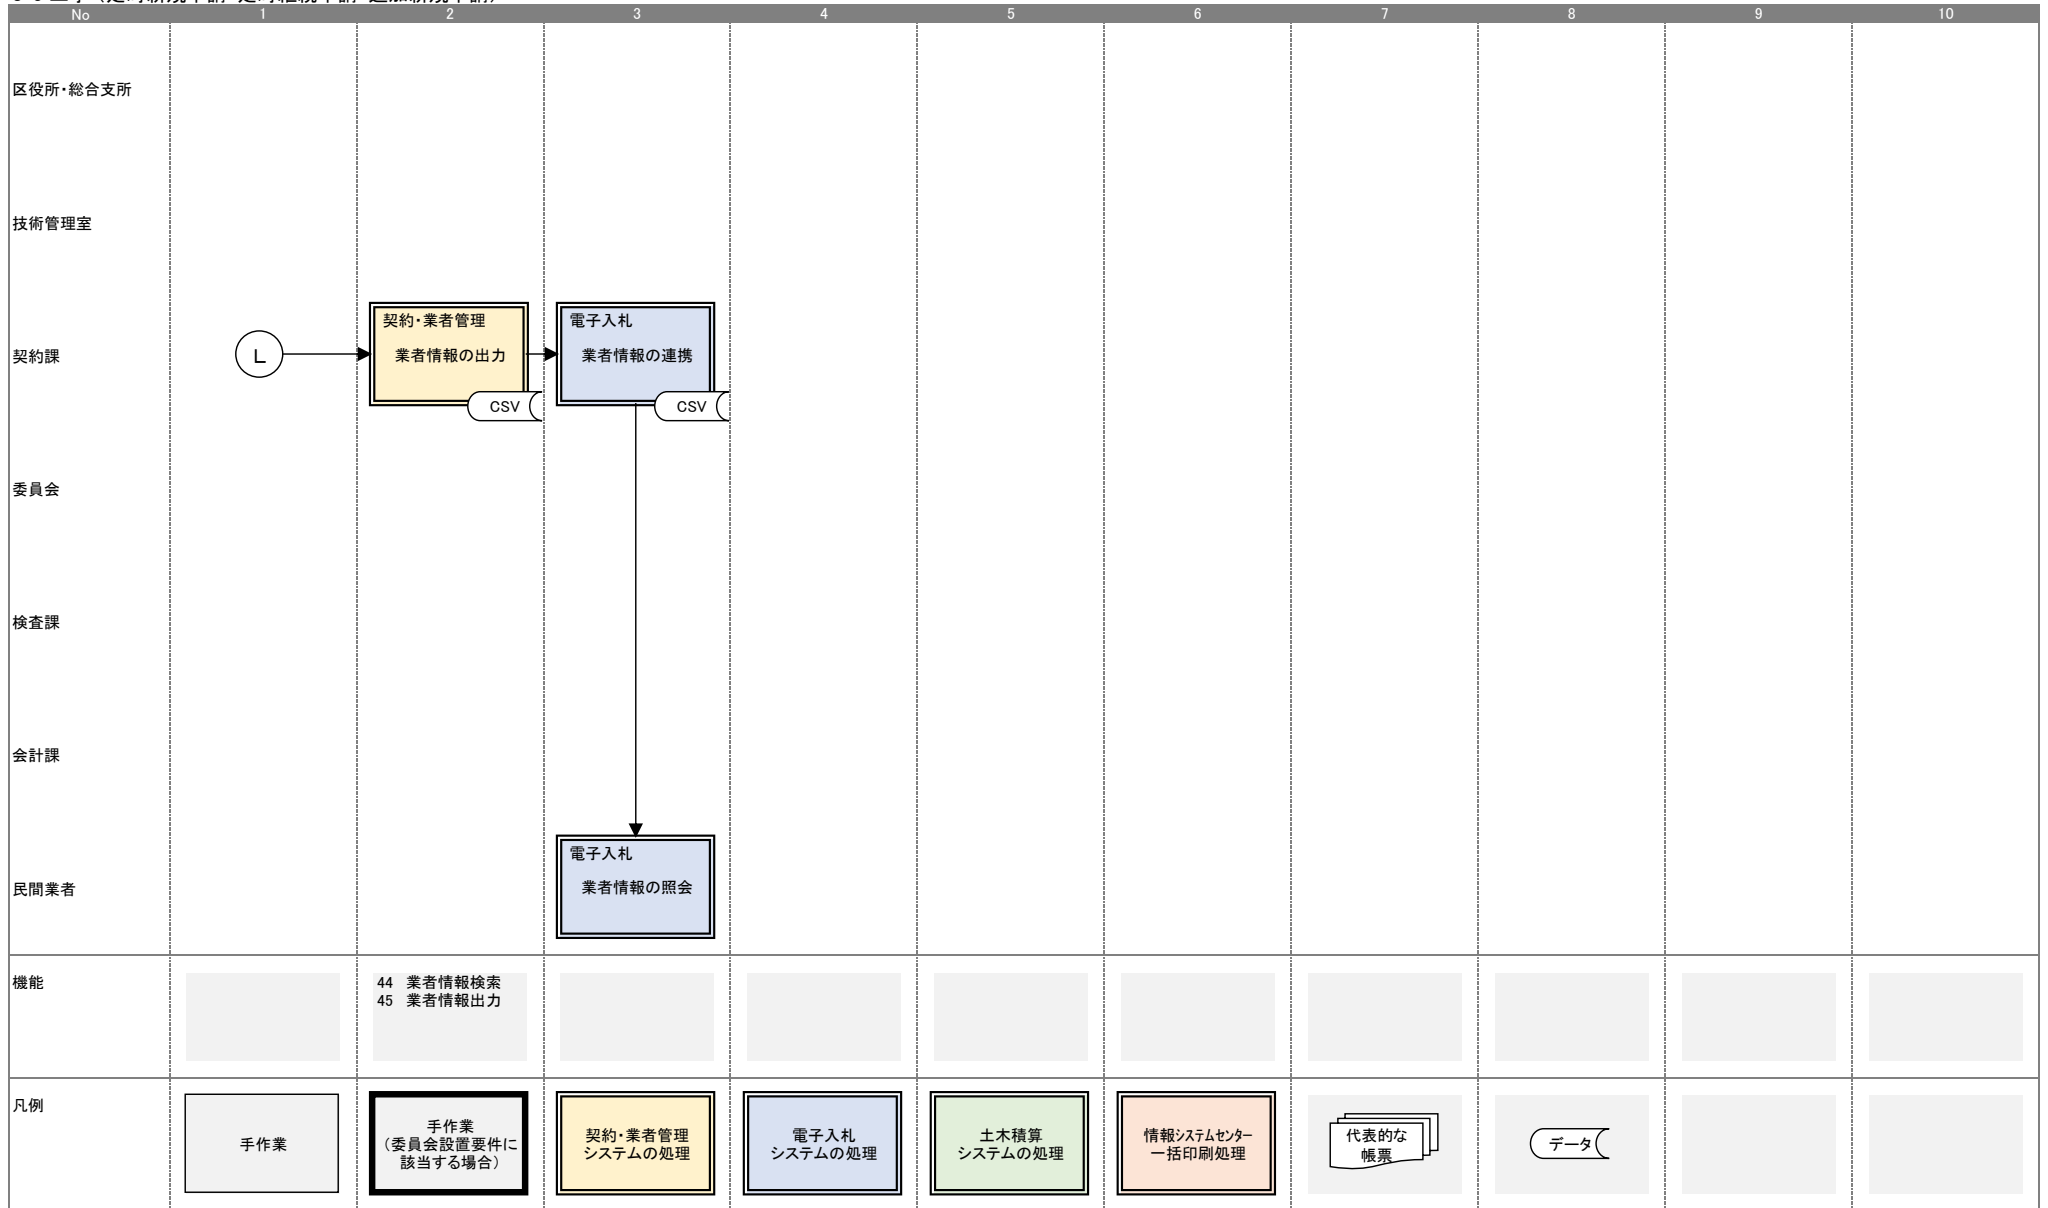 No 1 2 3 4 5 6 7 8 9 10
区役所・総合支所
技術管理室
契約課
L
契約・業者管理
業者情報の出力
CSV
電子入札
業者情報の連携
CSV
委員会
検査課
会計課
民間業者
電子入札
業者情報の照会
機能
44 業者情報検索
45 業者情報出力
凡例
手作業
手作業
（委員会設置要件に
該当する場合）
契約・業者管理
システムの処理
電子入札
システムの処理
土木積算
システムの処理
情報システムセンター
一括印刷処理
代表的な
帳票
データ